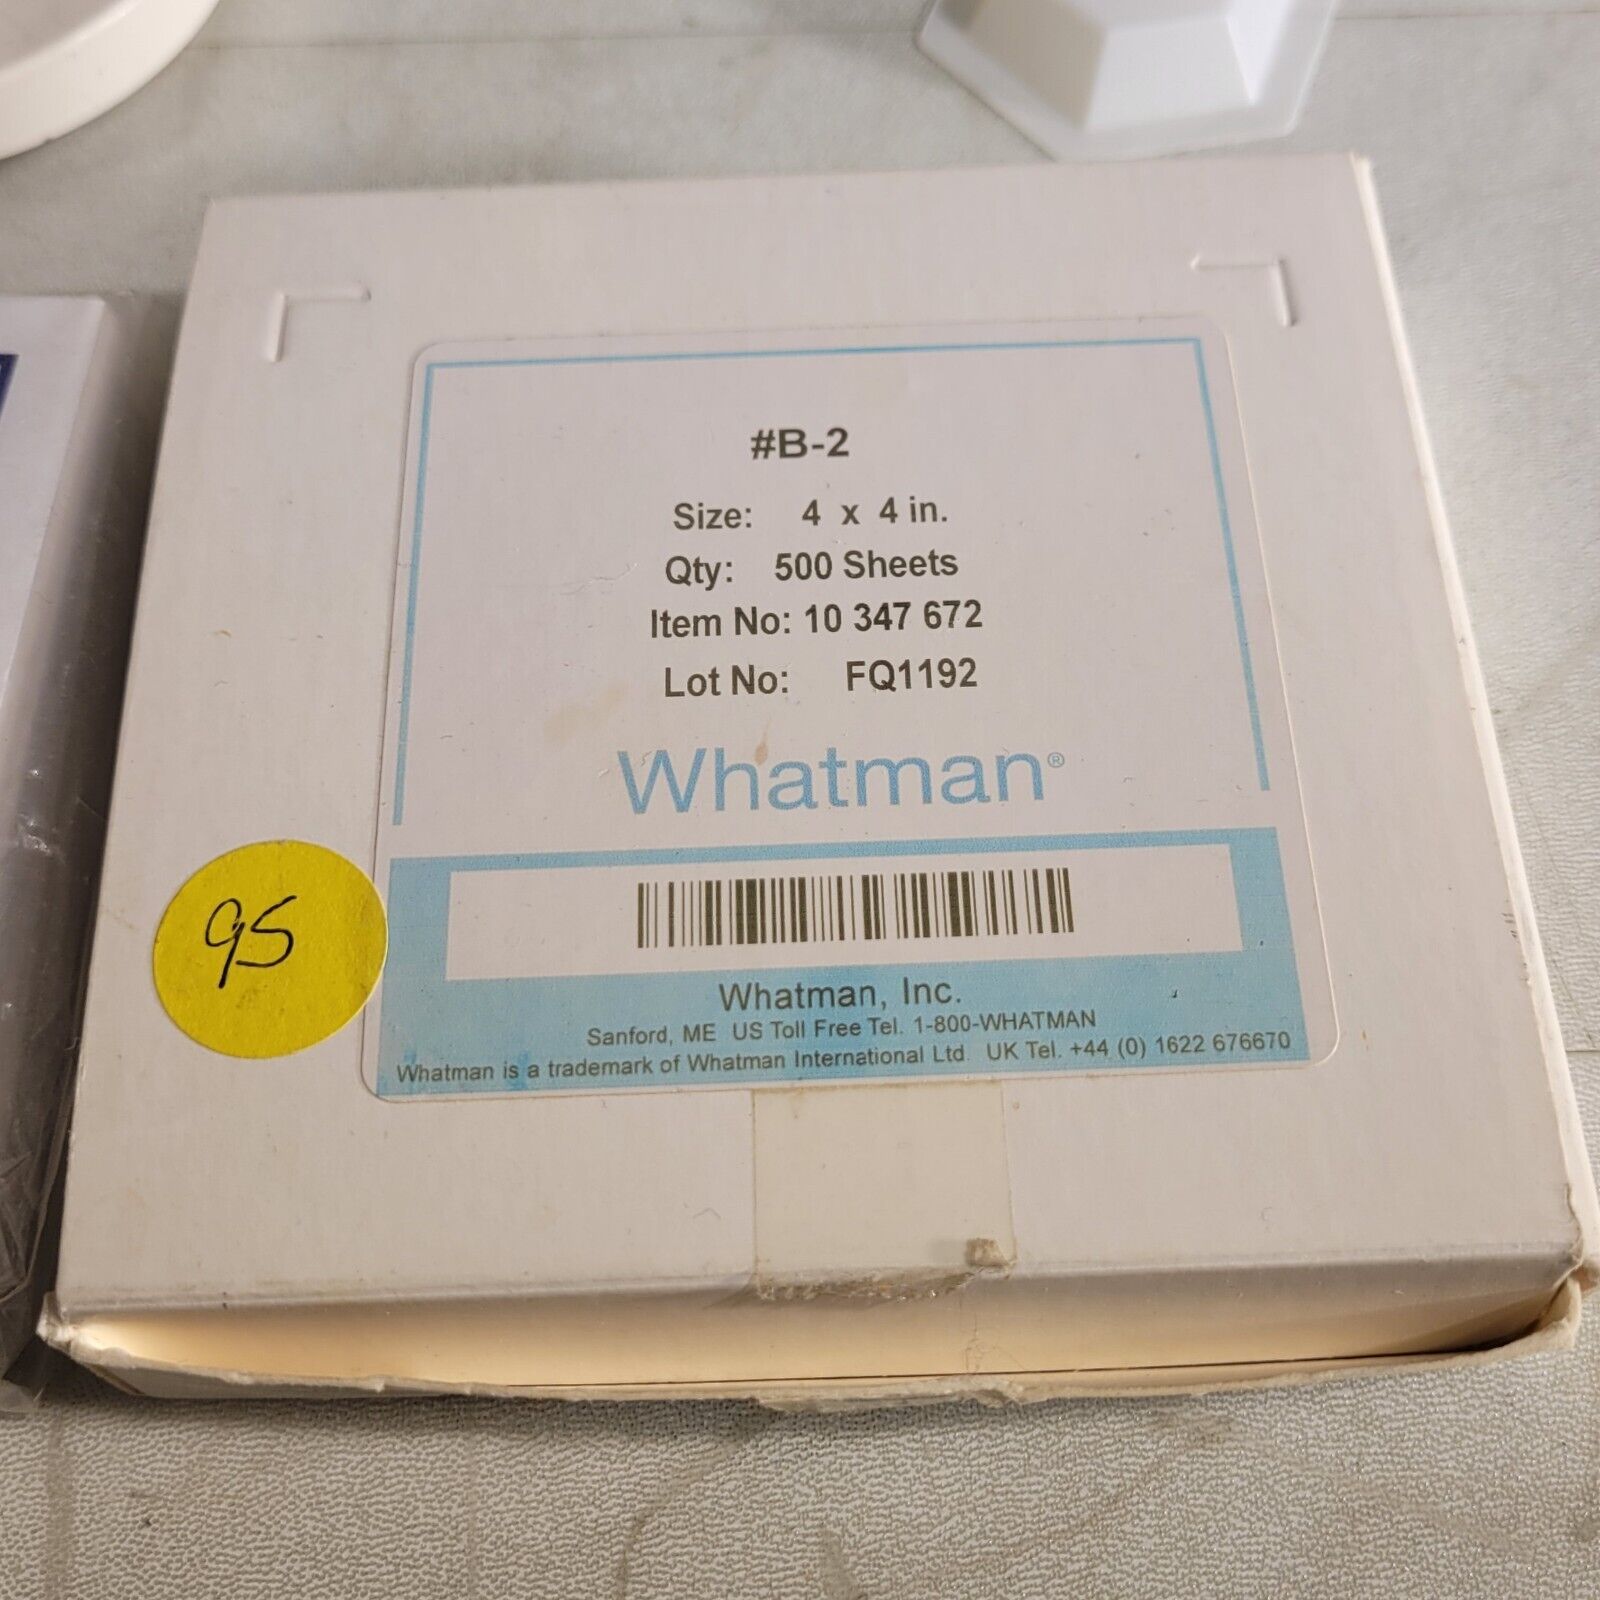 #B-2
Size: 4 x 4 in.
Qty: 500 Sheets
Item No: 10 347 672
Lot No: FQ1192
Whatman®
95
Whatman, Inc.
Sanford, ME US Toll Free Tel. 1-800-WHATMAN
Whatman is a trademark of Whatman International Ltd. UK Tel. +44 (0) 1622 676670